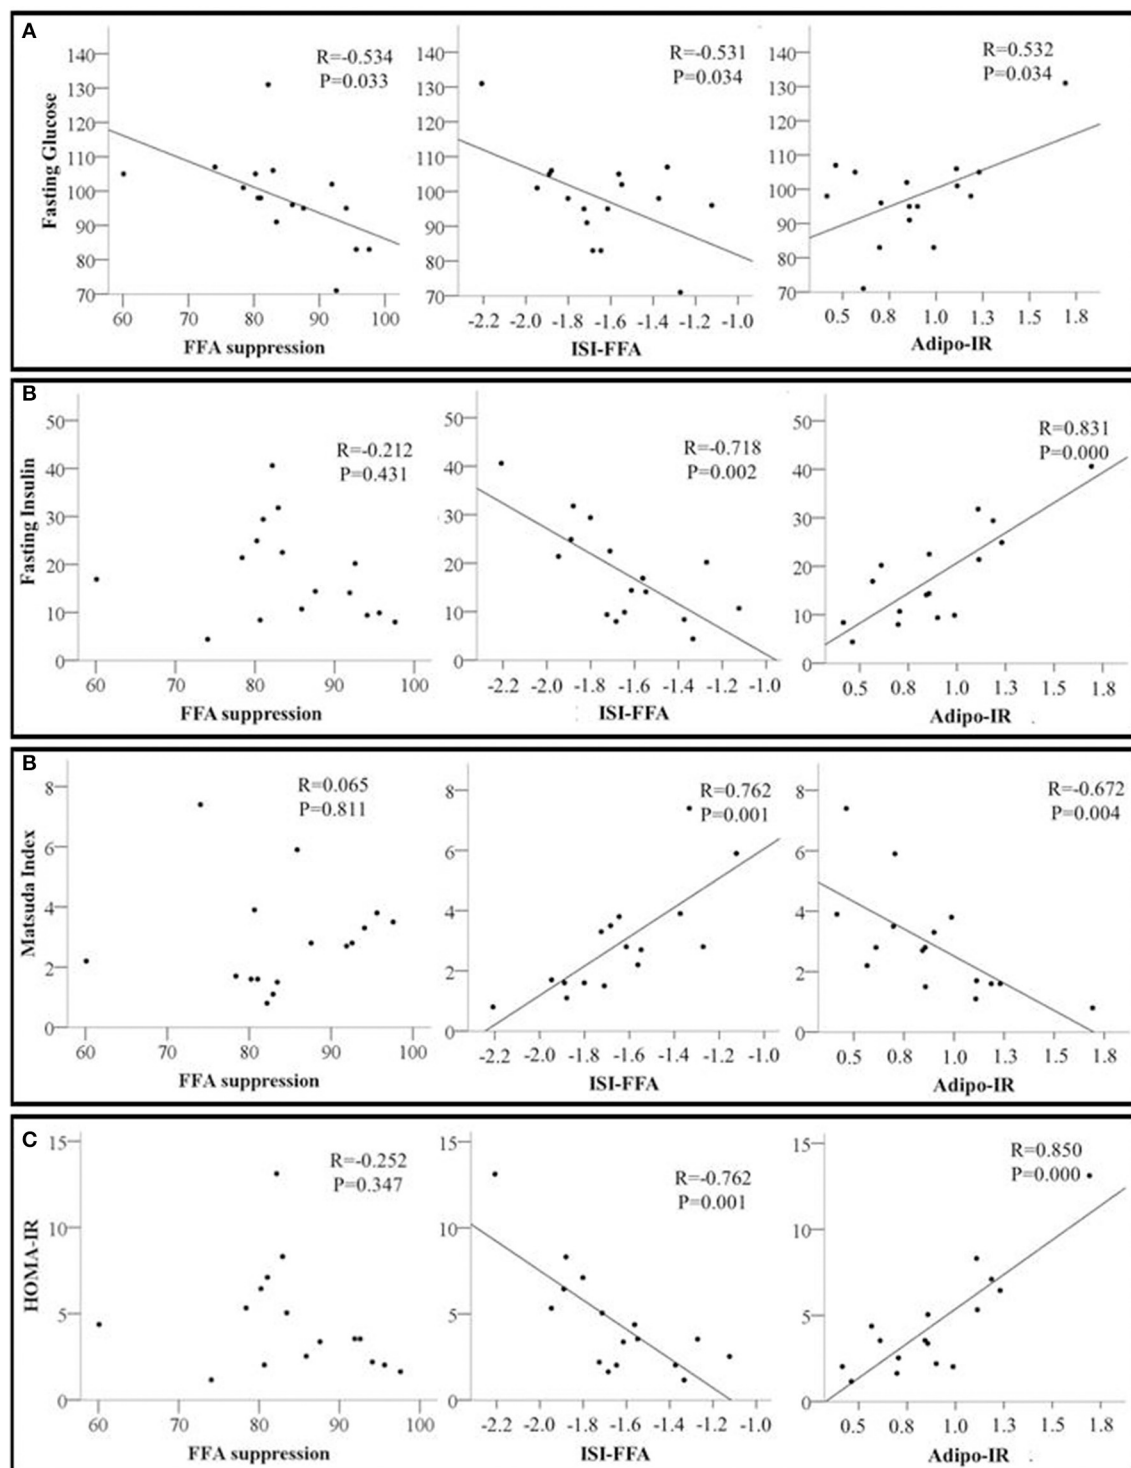 A
R=-0.534
P=0.033
R=-0.531
P=0.034
R=0.532
P=0.034
Fasting Glucose
140 130 120 110 100 90 80 70
140 130 120 110 100 90 80 70
140 130 120 110 100 90 80 70
60 70 80 90 100
-2.2 -2.0 -1.8 -1.6 -1.4 -1.2 -1.0
0.5 0.8 1.0 1.3 1.5 1.8
FFA suppression
ISI-FFA
Adipo-IR
B
R=-0.212
P=0.431
R=-0.718
P=0.002
R=0.831
P=0.000
Fasting Insulin
50 40 30 20 10 0
50 40 30 20 10 0
50 40 30 20 10 0
60 70 80 90 100
-2.2 -2.0 -1.8 -1.6 -1.4 -1.2 -1.0
0.5 0.8 1.0 1.3 1.5 1.8
FFA suppression
ISI-FFA
Adipo-IR
B
R=0.065
P=0.811
R=0.762
P=0.001
R=-0.672
P=0.004
Matsuda Index
8 6 4 2 0
8 6 4 2 0
8 6 4 2 0
60 70 80 90 100
-2.2 -2.0 -1.8 -1.6 -1.4 -1.2 -1.0
0.5 0.8 1.0 1.3 1.5 1.8
FFA suppression
ISI-FFA
Adipo-IR
C
R=-0.252
P=0.347
R=-0.762
P=0.001
R=0.850
P=0.000
HOMA-IR
15 10 5 0
15 10 5 0
15 10 5 0
60 70 80 90 100
-2.2 -2.0 -1.8 -1.6 -1.4 -1.2 -1.0
0.5 0.8 1.0 1.3 1.5 1.8
FFA suppression
ISI-FFA
Adipo-IR